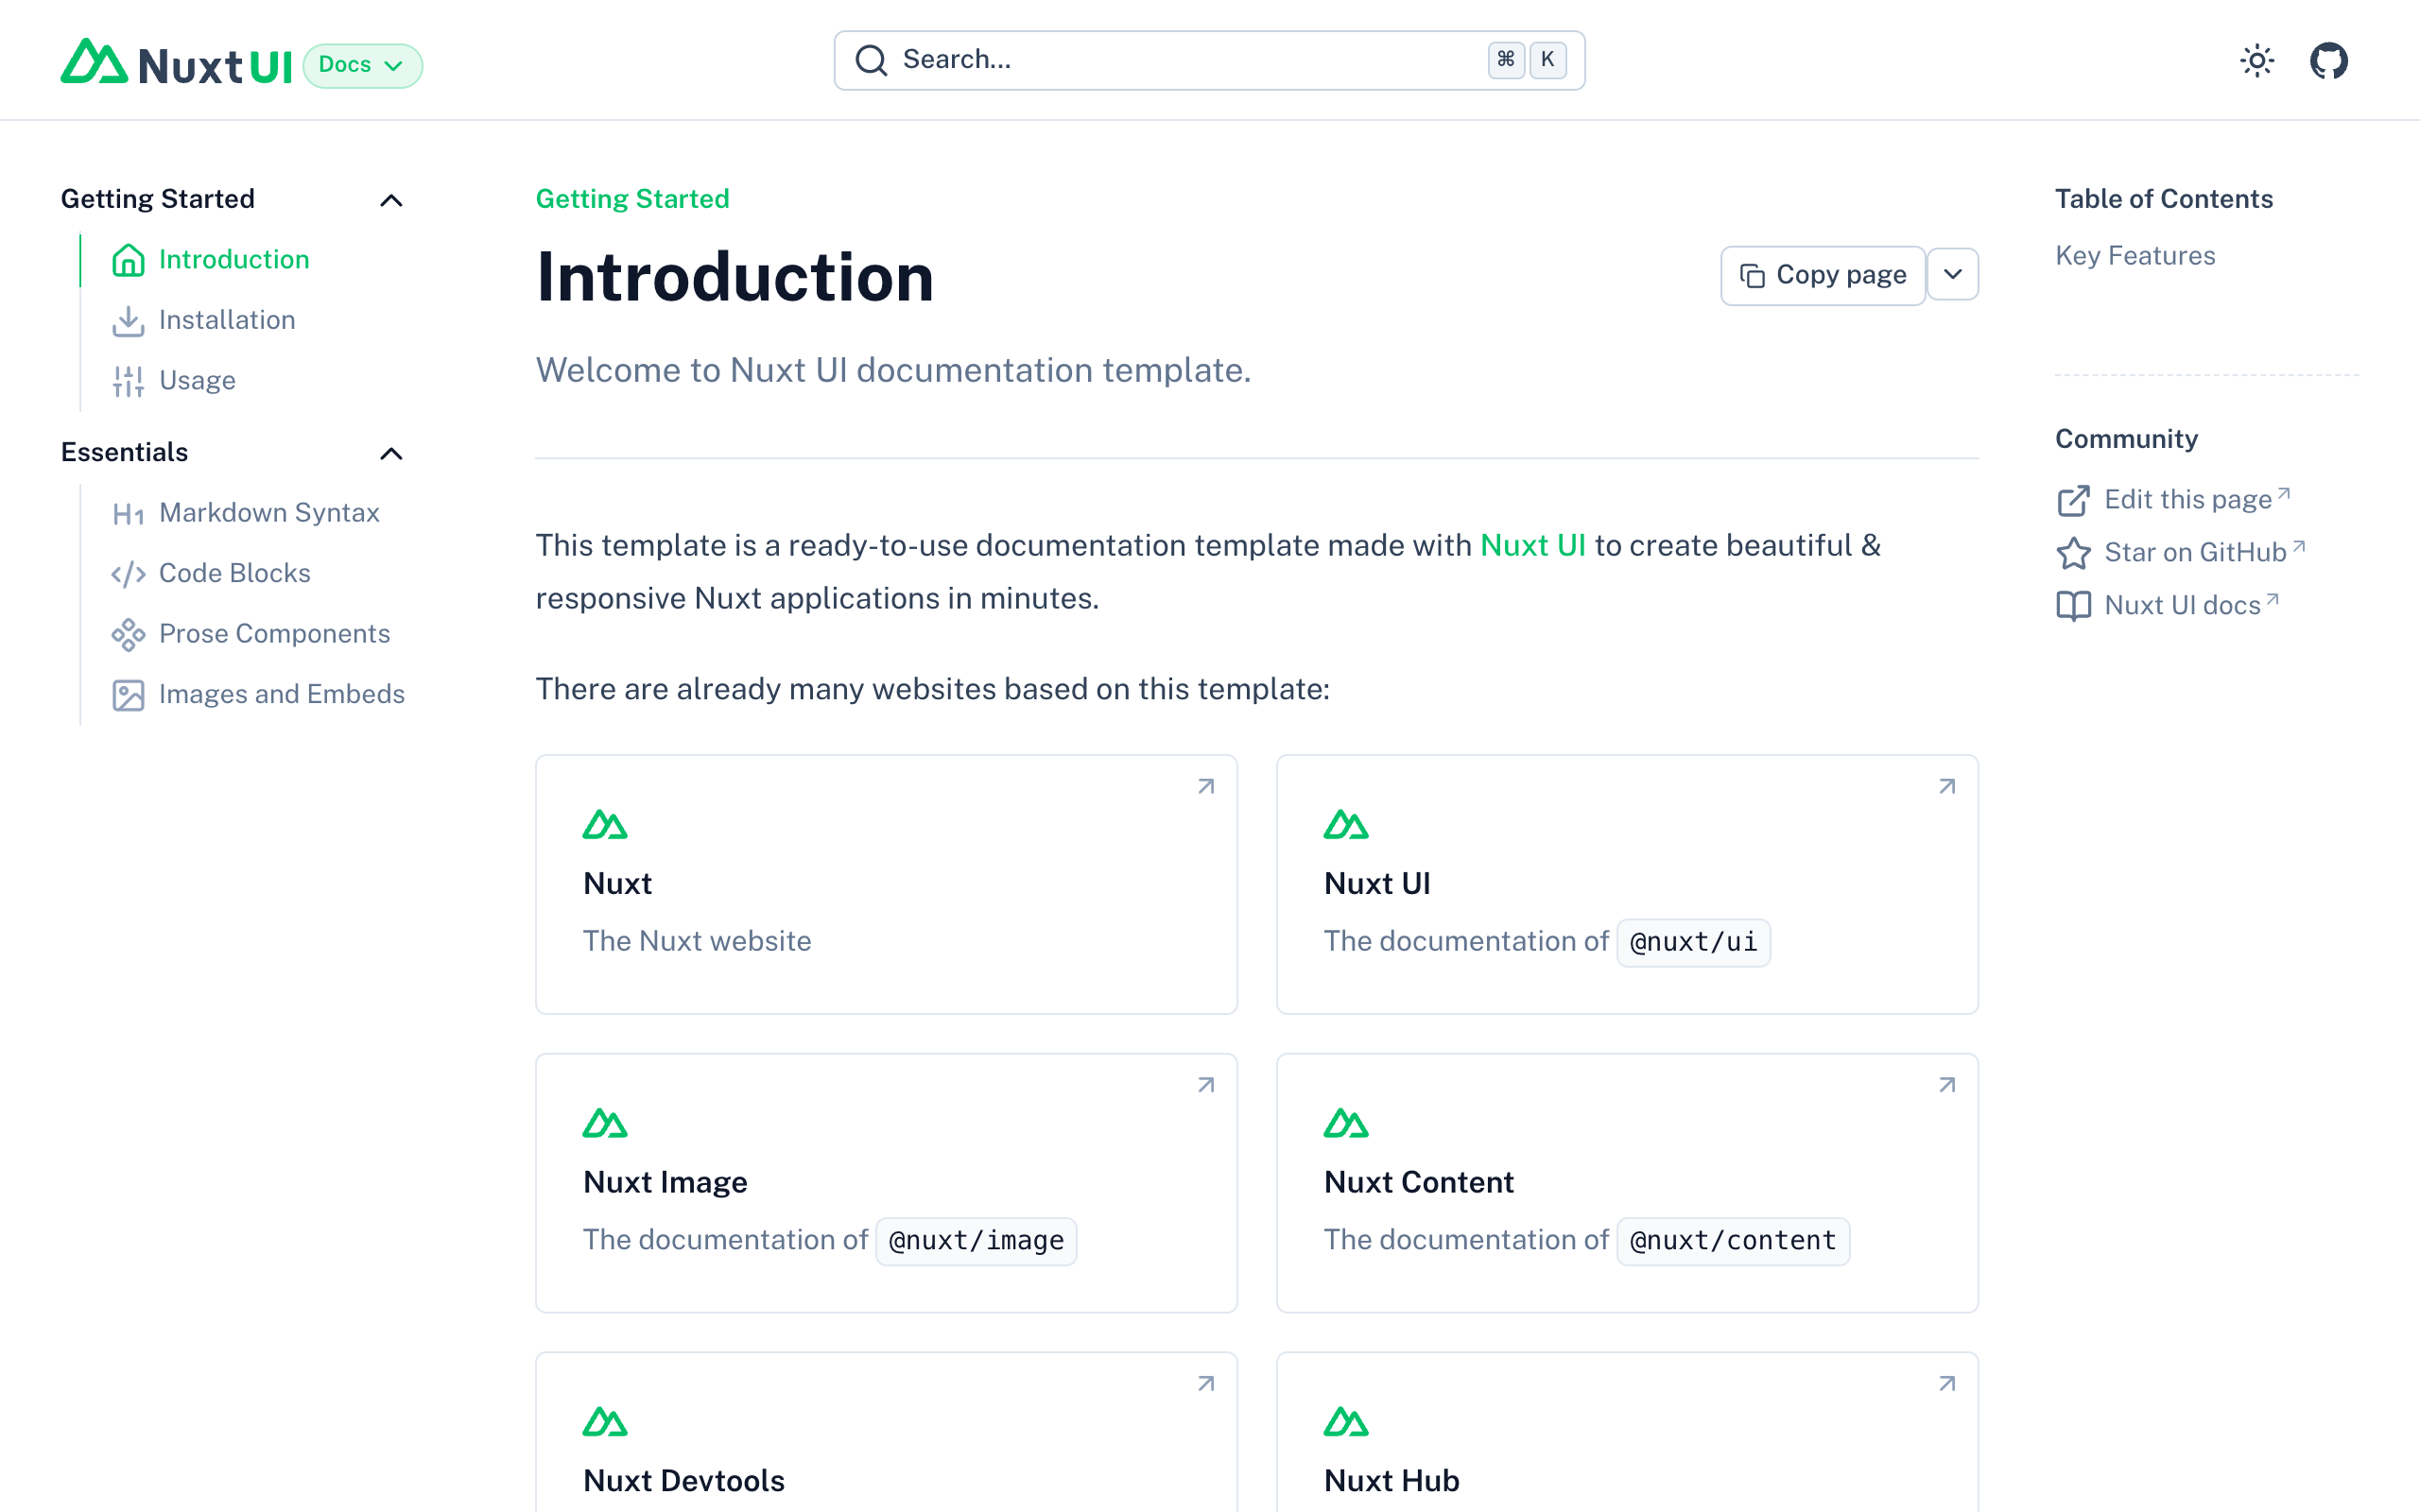 Nuxt UI Docs
Search...
⌘ K
Getting Started
Introduction
Installation
Usage
Essentials
Markdown Syntax
Code Blocks
Prose Components
Images and Embeds
Getting Started
Introduction
Copy page
Welcome to Nuxt UI documentation template.
This template is a ready-to-use documentation template made with Nuxt UI to create beautiful &
responsive Nuxt applications in minutes.
There are already many websites based on this template:
Nuxt
The Nuxt website
Nuxt UI
The documentation of @nuxt/ui
Nuxt Image
The documentation of @nuxt/image
Nuxt Content
The documentation of @nuxt/content
Nuxt Devtools
Nuxt Hub
Table of Contents
Key Features
Community
Edit this page
Star on GitHub
Nuxt UI docs